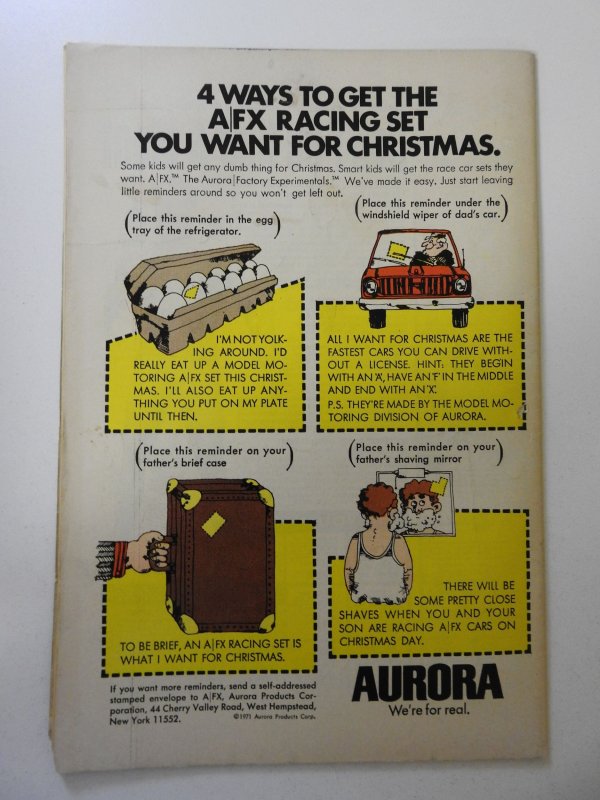 4 WAYS TO GET THE
A|FX RACING SET
YOU WANT FOR CHRISTMAS.
Some kids will get any dumb thing for Christmas. Smart kids will get the race car sets they
want. A|FX.™ The Aurora|Factory Experimentals.™ We've made it easy. Just start leaving
little reminders around so you won't get left out.
(Place this reminder in the egg
tray of the refrigerator.)
(Place this reminder under the
windshield wiper of dad's car.)
I'M NOT YOLK-
ING AROUND. I'D
REALLY EAT UP A MODEL MO-
TORING A|FX SET THIS CHRIST-
MAS. I'LL ALSO EAT UP ANY-
THING YOU PUT ON MY PLATE
UNTIL THEN.
ALL I WANT FOR CHRISTMAS ARE THE
FASTEST CARS YOU CAN DRIVE WITH-
OUT A LICENSE. HINT: THEY BEGIN
WITH AN 'A', HAVE AN 'F' IN THE MIDDLE
AND END WITH AN 'X'.
P.S. THEY'RE MADE BY THE MODEL MO-
TORING DIVISION OF AURORA.
(Place this reminder on your
father's brief case)
(Place this reminder on your
father's shaving mirror)
TO BE BRIEF, AN A|FX RACING SET IS
WHAT I WANT FOR CHRISTMAS.
THERE WILL BE
SOME PRETTY CLOSE
SHAVES WHEN YOU AND YOUR
SON ARE RACING A|FX CARS ON
CHRISTMAS DAY.
If you want more reminders, send a self-addressed
stamped envelope to A|FX, Aurora Products Cor-
poration, 44 Cherry Valley Road, West Hempstead,
New York 11552.
©1971 Aurora Products Corp.
AURORA
We're for real.